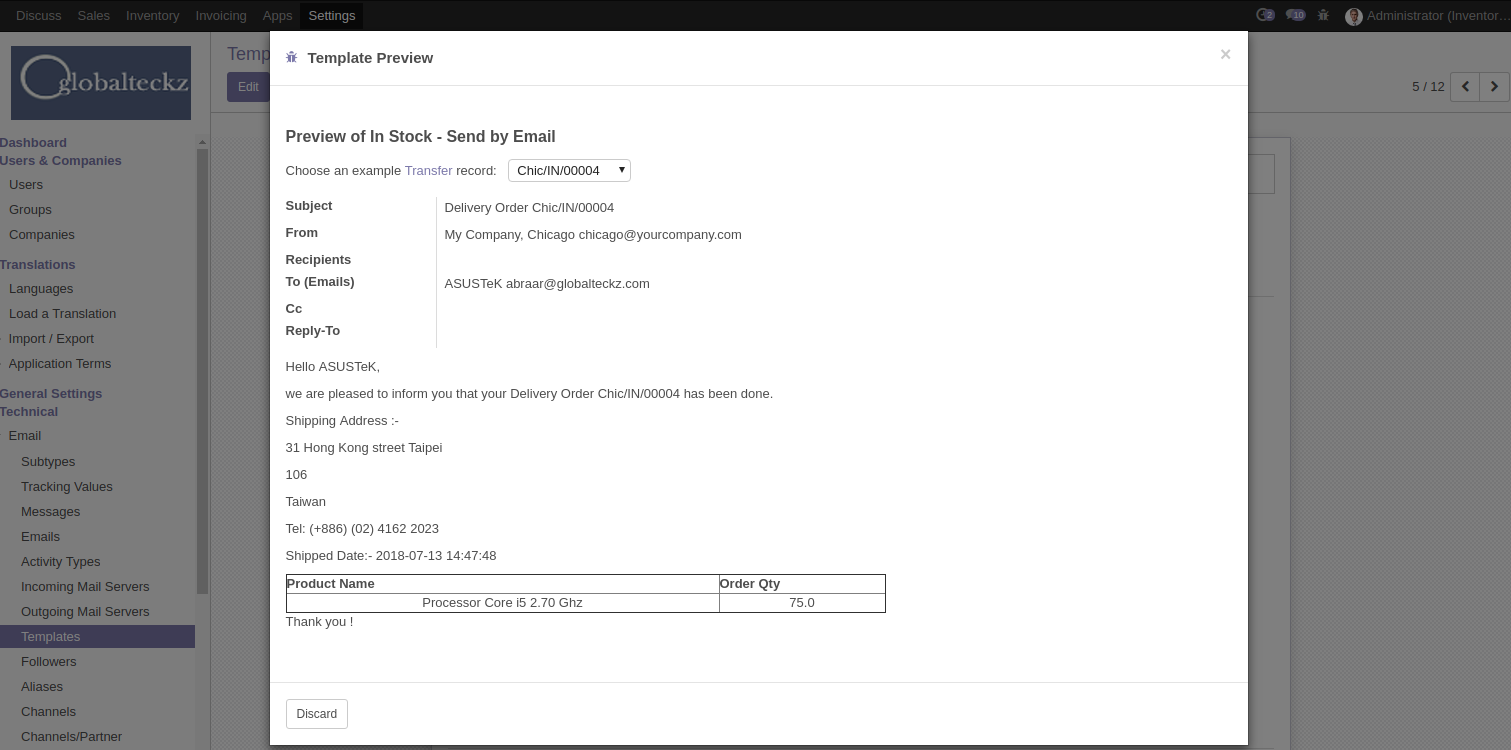 Discuss Sales Inventory Invoicing Apps Settings
2 10 Administrator (Inventor…
globalteckz
Temp
Edit
5 / 12
Dashboard
Users & Companies
Users
Groups
Companies
Translations
Languages
Load a Translation
Import / Export
Application Terms
General Settings
Technical
Email
Subtypes
Tracking Values
Messages
Emails
Activity Types
Incoming Mail Servers
Outgoing Mail Servers
Templates
Followers
Aliases
Channels
Channels/Partner
Template Preview
×
Preview of In Stock - Send by Email
Choose an example Transfer record: Chic/IN/00004
Subject Delivery Order Chic/IN/00004
From My Company, Chicago chicago@yourcompany.com
Recipients
To (Emails) ASUSTeK abraar@globalteckz.com
Cc
Reply-To
Hello ASUSTeK,
we are pleased to inform you that your Delivery Order Chic/IN/00004 has been done.
Shipping Address :-
31 Hong Kong street Taipei
106
Taiwan
Tel: (+886) (02) 4162 2023
Shipped Date:- 2018-07-13 14:47:48
Product Name Order Qty
Processor Core i5 2.70 Ghz 75.0
Thank you !
Discard